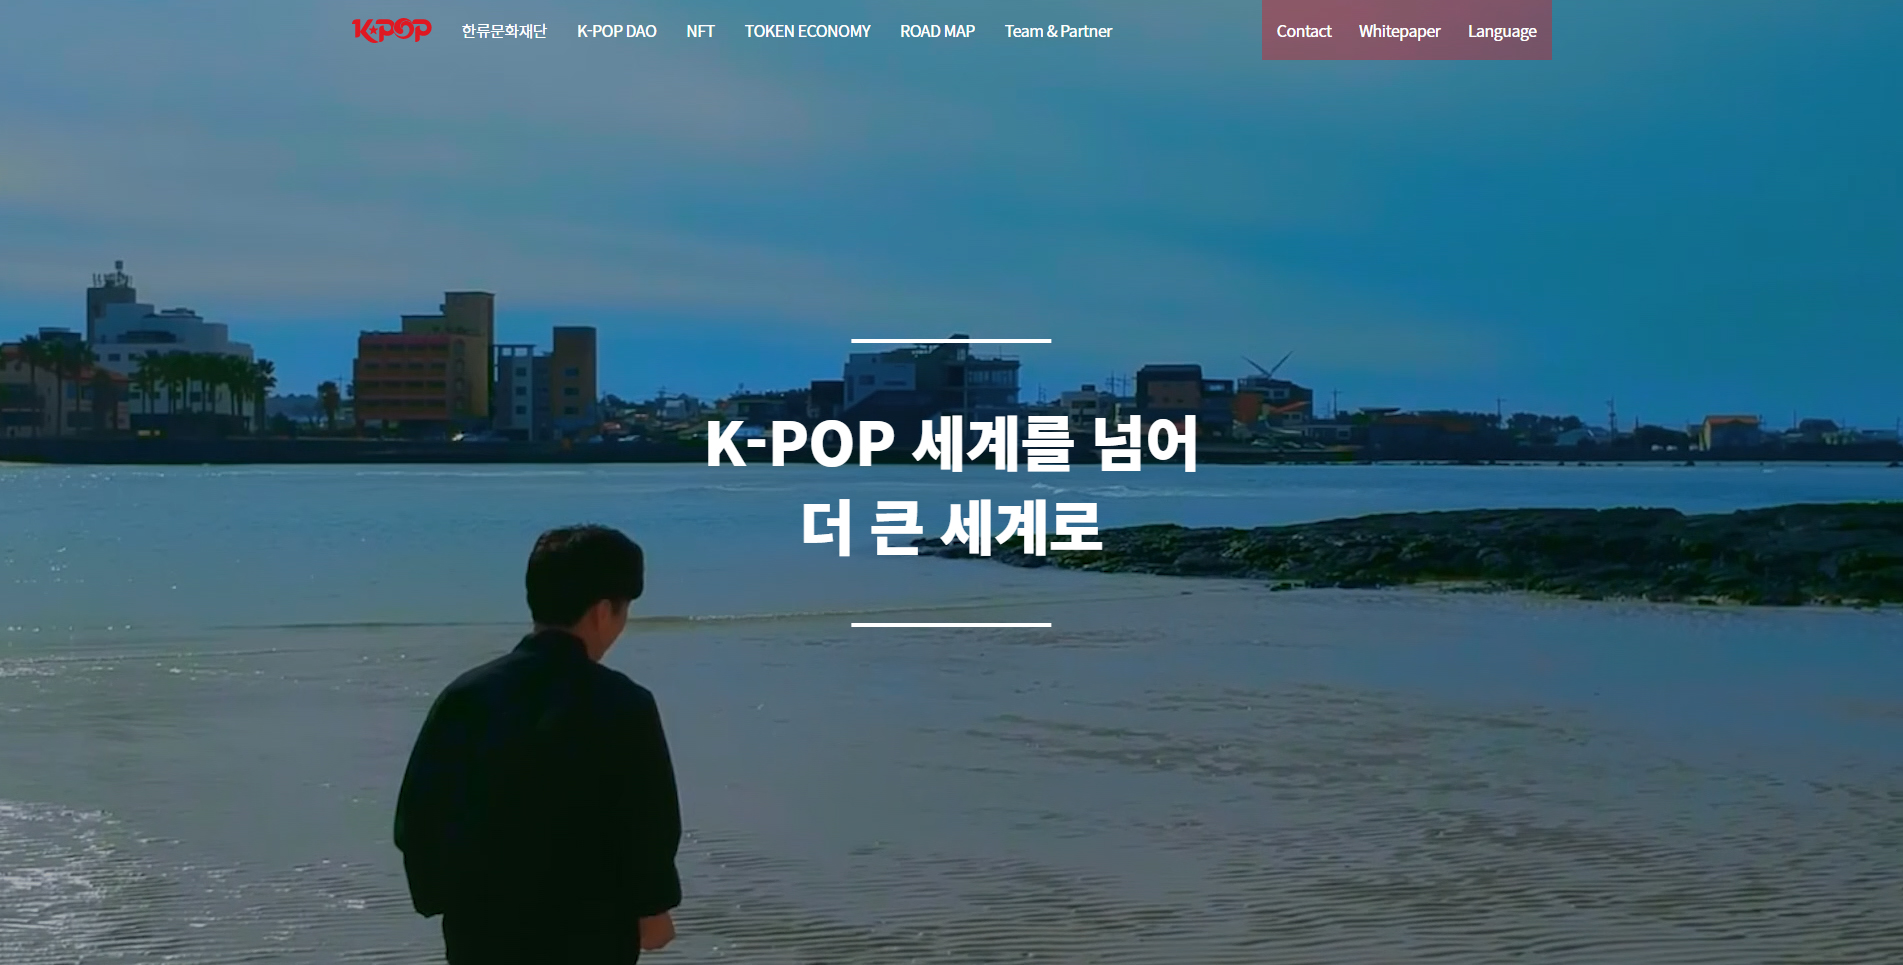 K-POP 한류문화재단 K-POP DAO NFT TOKEN ECONOMY ROAD MAP Team & Partner Contact Whitepaper Language
K-POP 세계를 넘어
더 큰 세계로